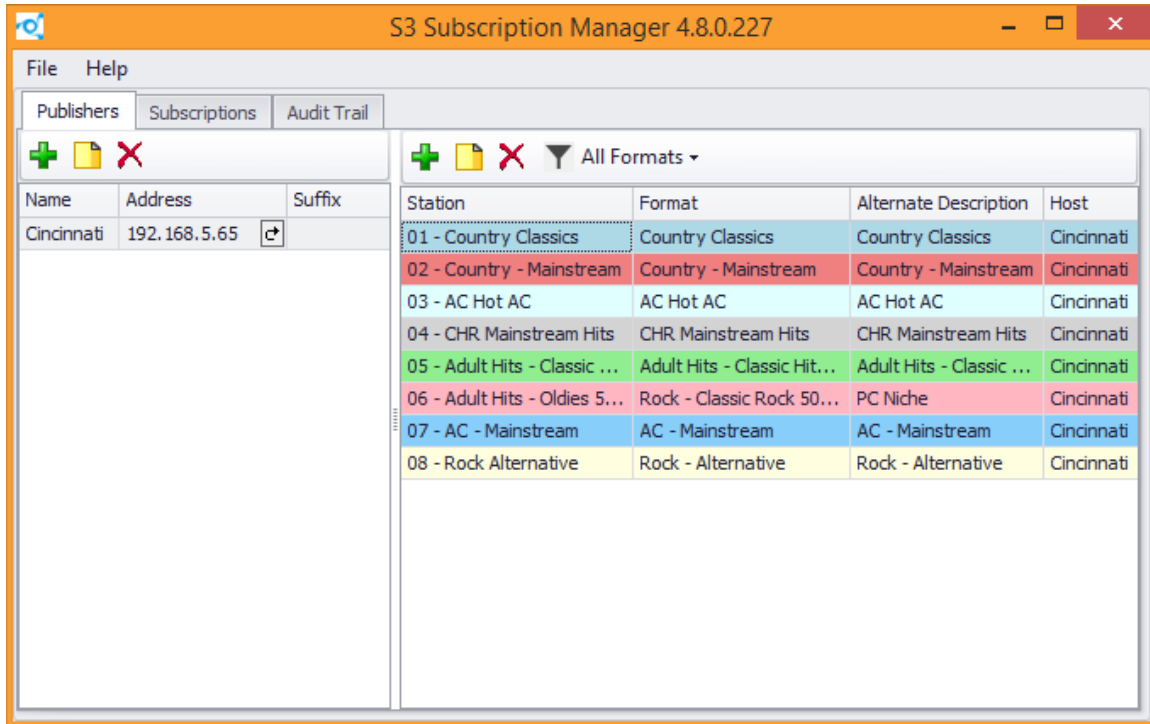 S3 Subscription Manager 4.8.0.227
File Help
Publishers Subscriptions Audit Trail
All Formats
Name Address Suffix
Cincinnati 192.168.5.65
Station Format Alternate Description Host
01 - Country Classics Country Classics Country Classics Cincinnati
02 - Country - Mainstream Country - Mainstream Country - Mainstream Cincinnati
03 - AC Hot AC AC Hot AC AC Hot AC Cincinnati
04 - CHR Mainstream Hits CHR Mainstream Hits CHR Mainstream Hits Cincinnati
05 - Adult Hits - Classic ... Adult Hits - Classic Hit... Adult Hits - Classic ... Cincinnati
06 - Adult Hits - Oldies 5... Rock - Classic Rock 50... PC Niche Cincinnati
07 - AC - Mainstream AC - Mainstream AC - Mainstream Cincinnati
08 - Rock Alternative Rock - Alternative Rock - Alternative Cincinnati